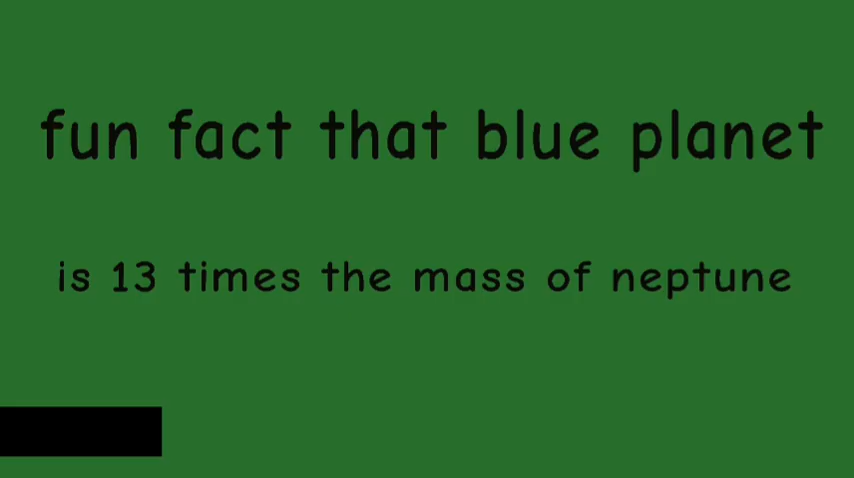 fun fact that blue planet
is 13 times the mass of neptune